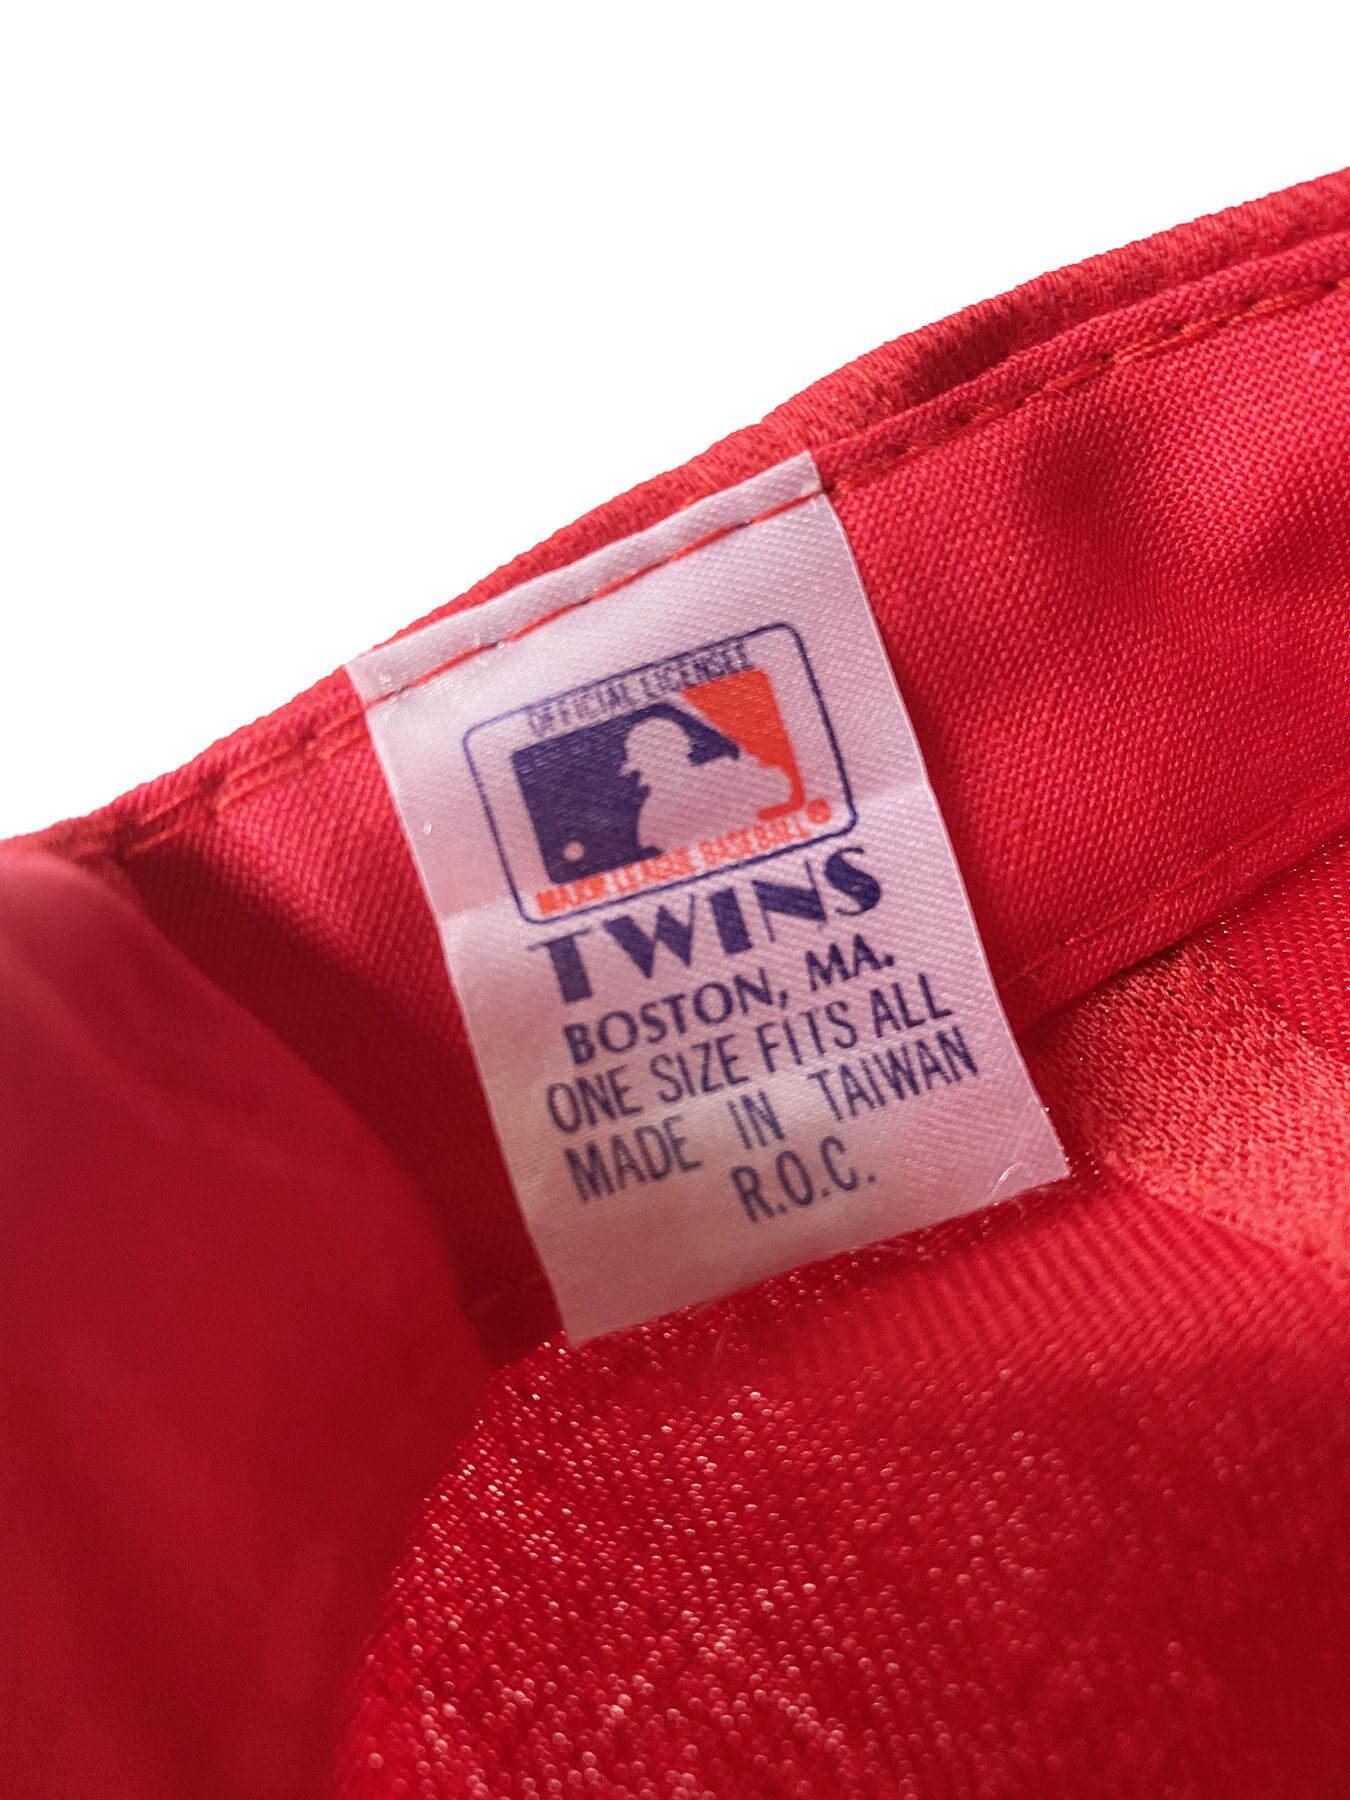 OFFICIAL LICENSEE
MAJOR LEAGUE BASEBALL ®
TWINS
BOSTON, MA.
ONE SIZE FITS ALL
MADE IN TAIWAN
R.O.C.